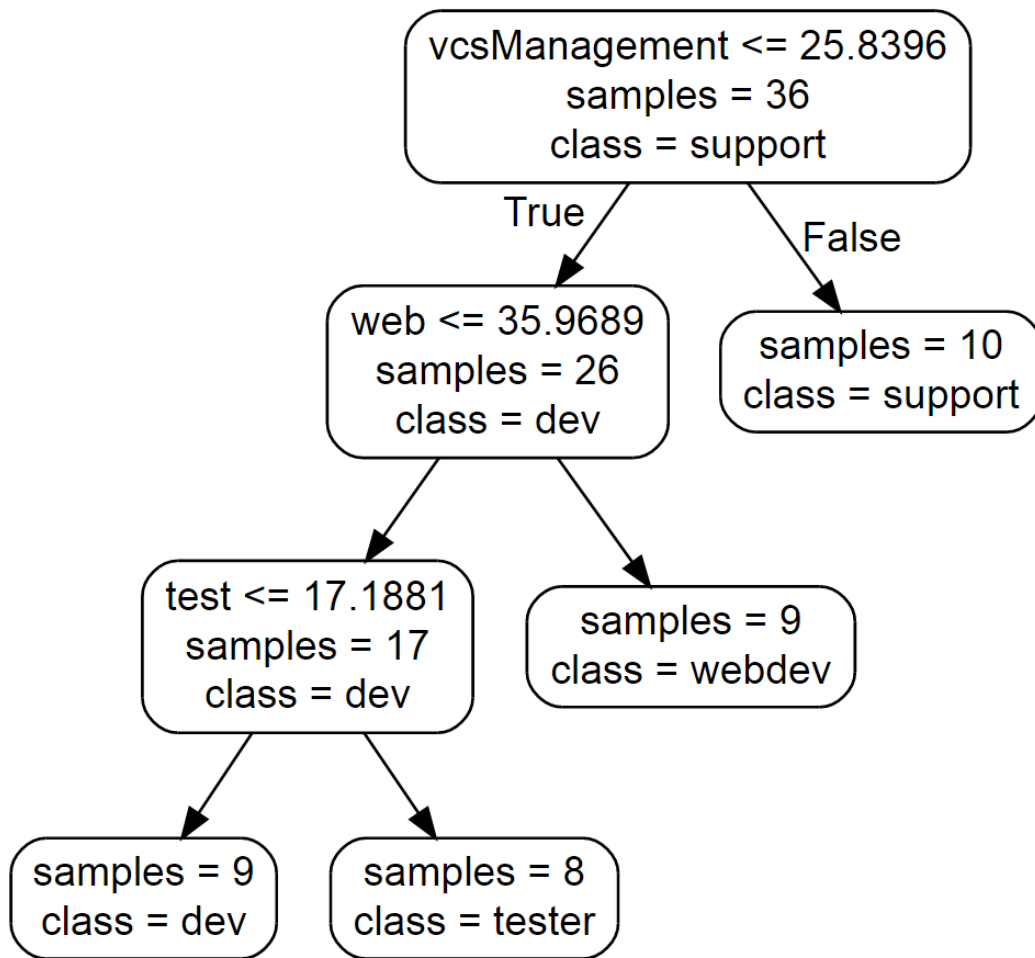 vcsManagement <= 25.8396
samples = 36
class = support
True
False
web <= 35.9689
samples = 26
class = dev
samples = 10
class = support
test <= 17.1881
samples = 17
class = dev
samples = 9
class = webdev
samples = 9
class = dev
samples = 8
class = tester